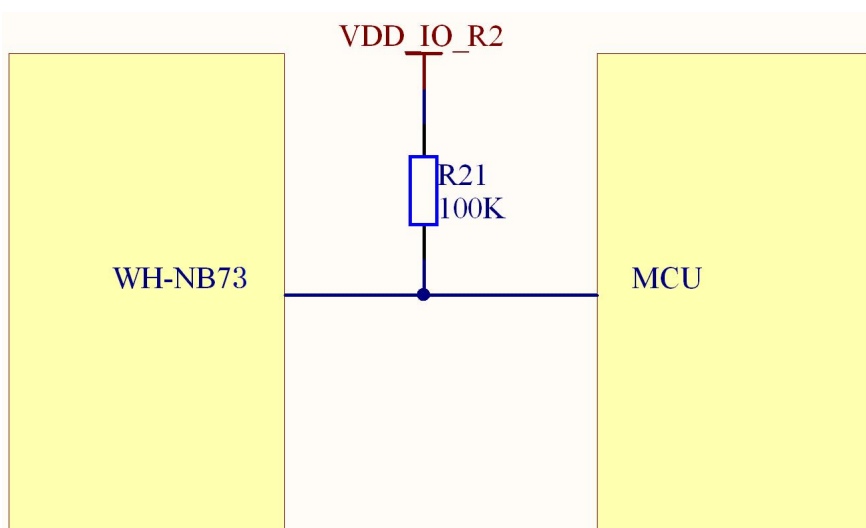 VDD_IO_R2
R21
100K
WH-NB73
MCU